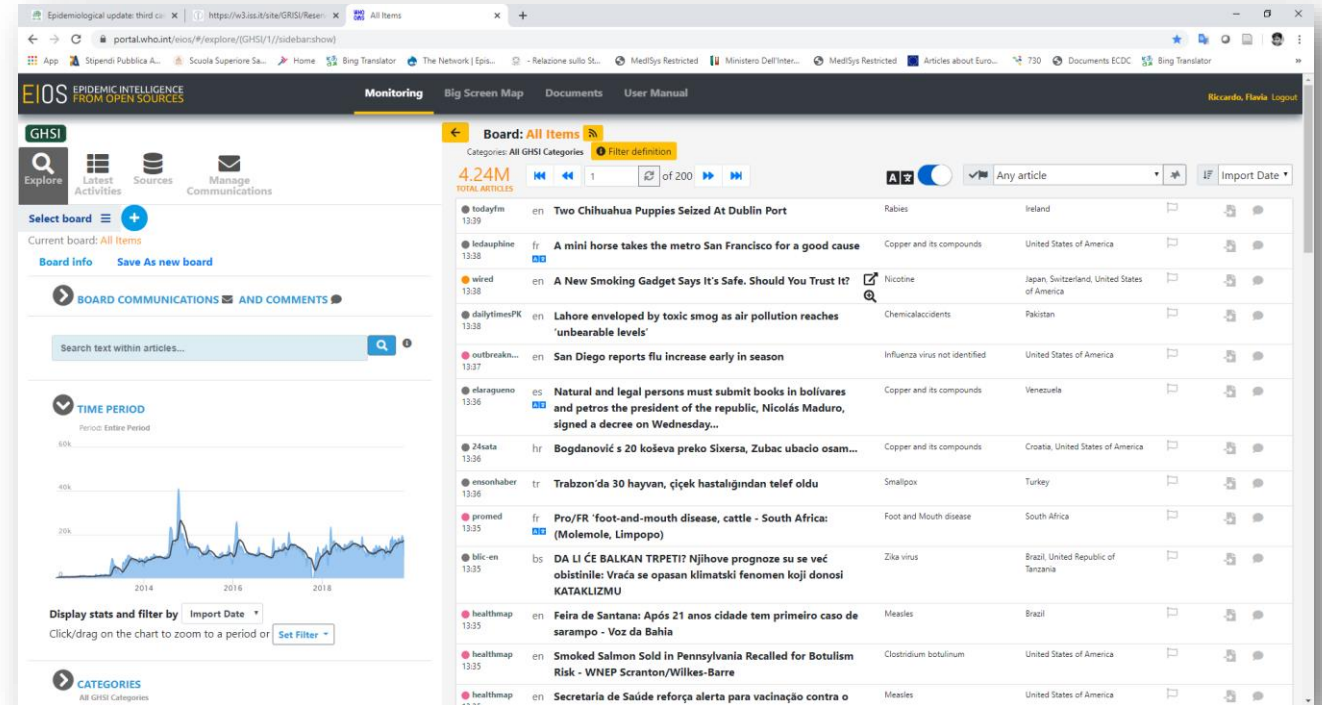 Epidemiological update: third ca
https://w3.iss.it/site/GRISI/Reser
All Items
portal.who.int/eios/#/explore/(GHSI/1//sidebar:show)
App
Stipendi Pubblica A...
Scuola Superiore Sa...
Home
Bing Translator
The Network | Epis...
- Relazione sullo St...
MedISys Restricted
Ministero Dell'Inter...
MedISys Restricted
Articles about Euro...
730
Documents ECDC
Bing Translator
EIOS EPIDEMIC INTELLIGENCE
FROM OPEN SOURCES
Monitoring
Big Screen Map
Documents
User Manual
Riccardo, Flavia Logout
GHSI
Explore
Latest
Activities
Sources
Manage
Communications
Select board
Current board: All Items
Board info
Save As new board
BOARD COMMUNICATIONS AND COMMENTS
Search text within articles...
TIME PERIOD
Period: Entire Period
60k
40k
20k
0
2014
2016
2018
Display stats and filter by Import Date
Click/drag on the chart to zoom to a period or Set Filter
CATEGORIES
All GHSI Categories
Board: All Items
Categories: All GHSI Categories Filter definition
4.24M
TOTAL ARTICLES
1
of 200
Any article
Import Date
todayfm
13:39
en
Two Chihuahua Puppies Seized At Dublin Port
Rabies
Ireland
ledauphine
13:38
fr
A mini horse takes the metro San Francisco for a good cause
Copper and its compounds
United States of America
wired
13:38
en
A New Smoking Gadget Says It's Safe. Should You Trust It?
Nicotine
Japan, Switzerland, United States
of America
dailytimesPK
13:38
en
Lahore enveloped by toxic smog as air pollution reaches
'unbearable levels'
Chemicalaccidents
Pakistan
outbreakn...
13:37
en
San Diego reports flu increase early in season
Influenza virus not identified
United States of America
elaragueno
13:36
es
Natural and legal persons must submit books in bolívares
and petros the president of the republic, Nicolás Maduro,
signed a decree on Wednesday...
Copper and its compounds
Venezuela
24sata
13:36
hr
Bogdanović s 20 koševa preko Sixersa, Zubac ubacio osam...
Copper and its compounds
Croatia, United States of America
ensonhaber
13:36
tr
Trabzon'da 30 hayvan, çiçek hastalığından telef oldu
Smallpox
Turkey
promed
13:35
fr
Pro/FR 'foot-and-mouth disease, cattle - South Africa:
(Molemole, Limpopo)
Foot and Mouth disease
South Africa
blic-en
13:35
bs
DA LI ĆE BALKAN TRPETI? Njihove prognoze su se već
obistinile: Vraća se opasan klimatski fenomen koji donosi
KATAKLIZMU
Zika virus
Brazil, United Republic of
Tanzania
healthmap
13:35
en
Feira de Santana: Após 21 anos cidade tem primeiro caso de
sarampo - Voz da Bahia
Measles
Brazil
healthmap
13:35
en
Smoked Salmon Sold in Pennsylvania Recalled for Botulism
Risk - WNEP Scranton/Wilkes-Barre
Clostridium botulinum
United States of America
healthmap
en
Secretaria de Saúde reforça alerta para vacinação contra o
Measles
United States of America